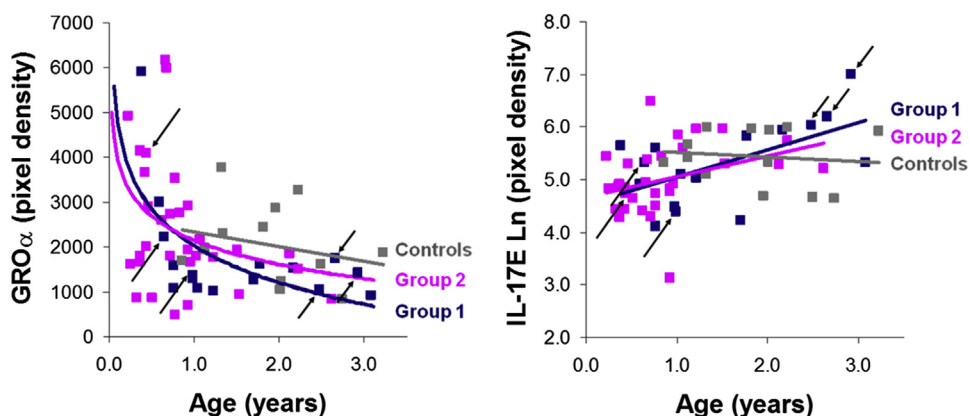 GROα (pixel density)
7000
6000
5000
4000
3000
2000
1000
0
0.0
1.0
2.0
3.0
Age (years)
Controls
Group 2
Group 1
IL-17E Ln (pixel density)
8.0
7.0
6.0
5.0
4.0
3.0
2.0
0.0
1.0
2.0
3.0
Age (years)
Group 1
Group 2
Controls